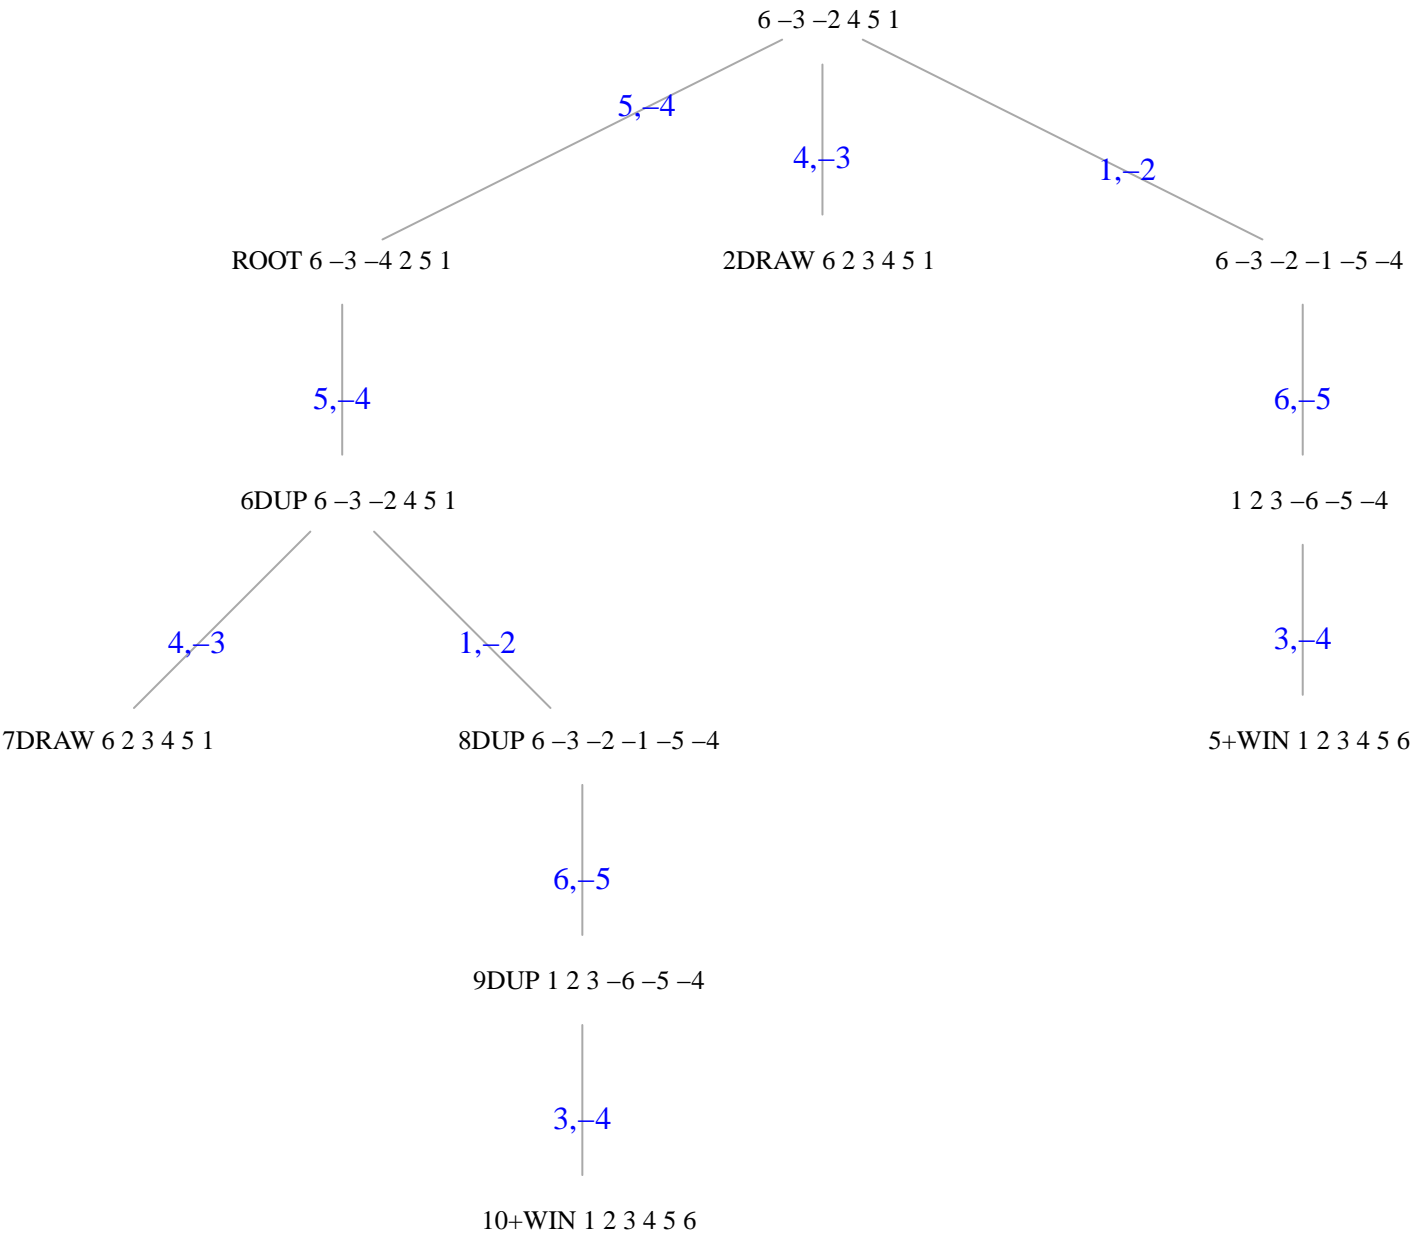 6 –3 –2 4 5 1
5,–4
4,–3
1,–2
ROOT 6 –3 –4 2 5 1
2DRAW 6 2 3 4 5 1
6 –3 –2 –1 –5 –4
5,–4
6,–5
6DUP 6 –3 –2 4 5 1
1 2 3 –6 –5 –4
4,–3
1,–2
3,–4
7DRAW 6 2 3 4 5 1
8DUP 6 –3 –2 –1 –5 –4
5+WIN 1 2 3 4 5 6
6,–5
9DUP 1 2 3 –6 –5 –4
3,–4
10+WIN 1 2 3 4 5 6